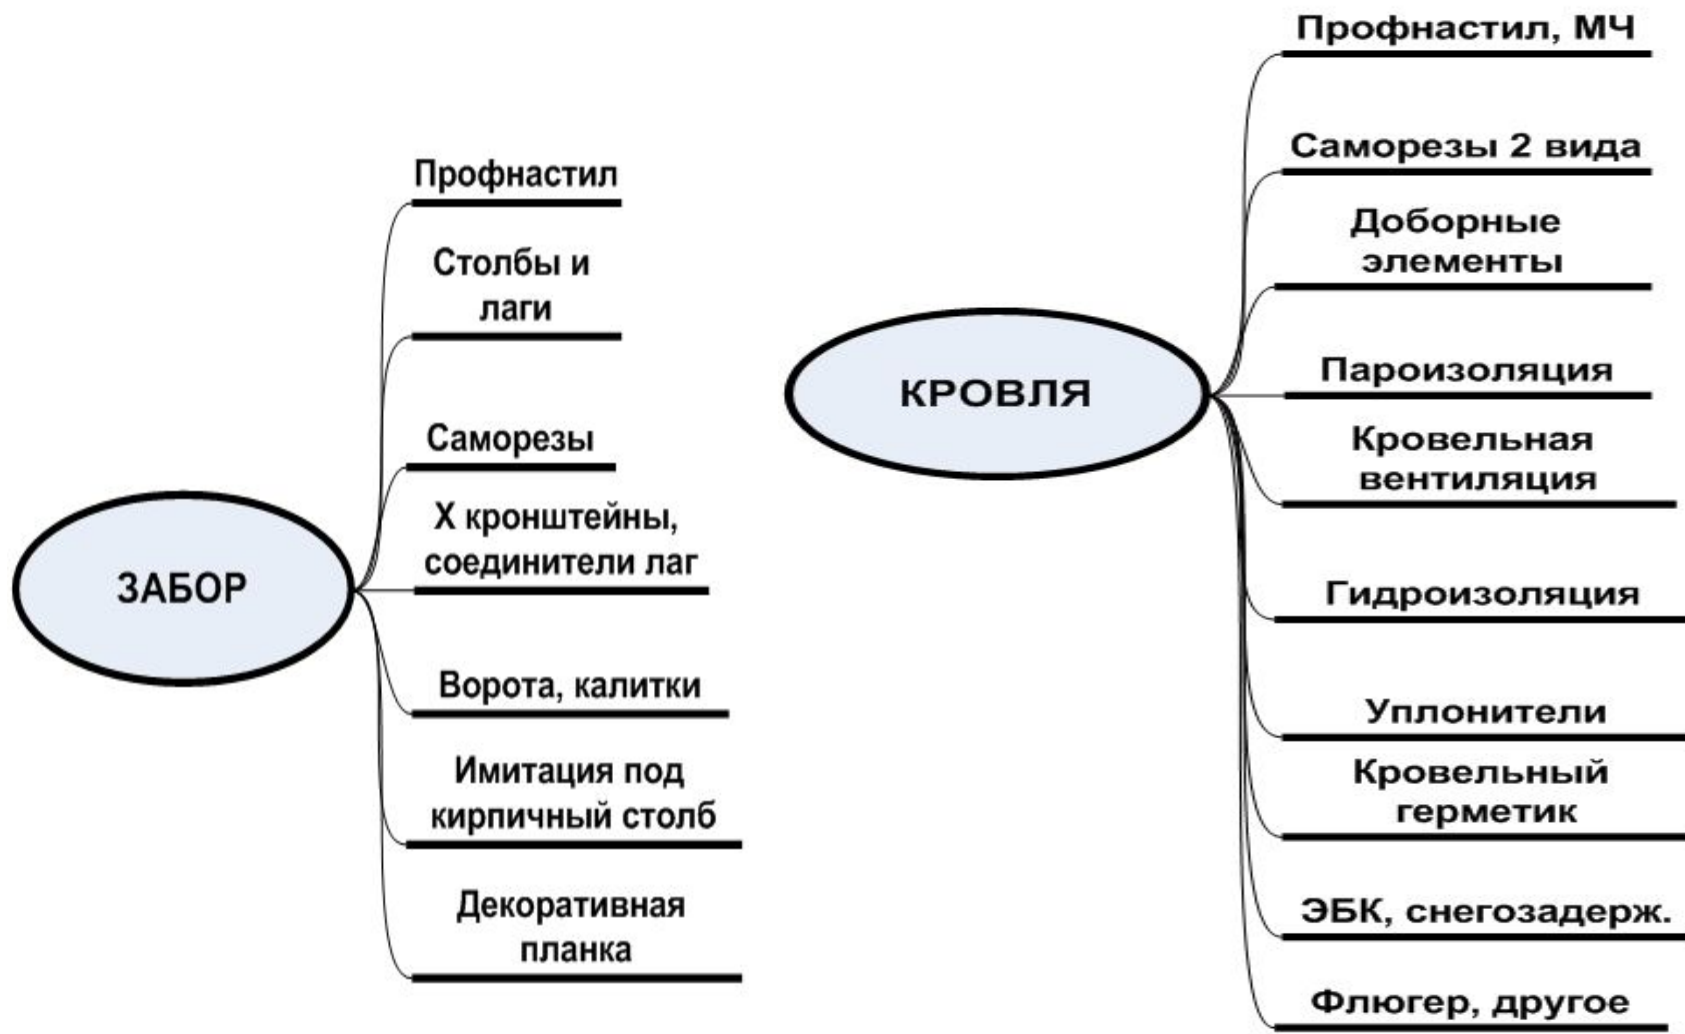 ЗАБОР
Профнастил
Столбы и
лаги
Саморезы
Х кронштейны,
соединители лаг
Ворота, калитки
Имитация под
кирпичный столб
Декоративная
планка
КРОВЛЯ
Профнастил, МЧ
Саморезы 2 вида
Доборные
элементы
Пароизоляция
Кровельная
вентиляция
Гидроизоляция
Уплонители
Кровельный
герметик
ЭБК, снегозадерж.
Флюгер, другое